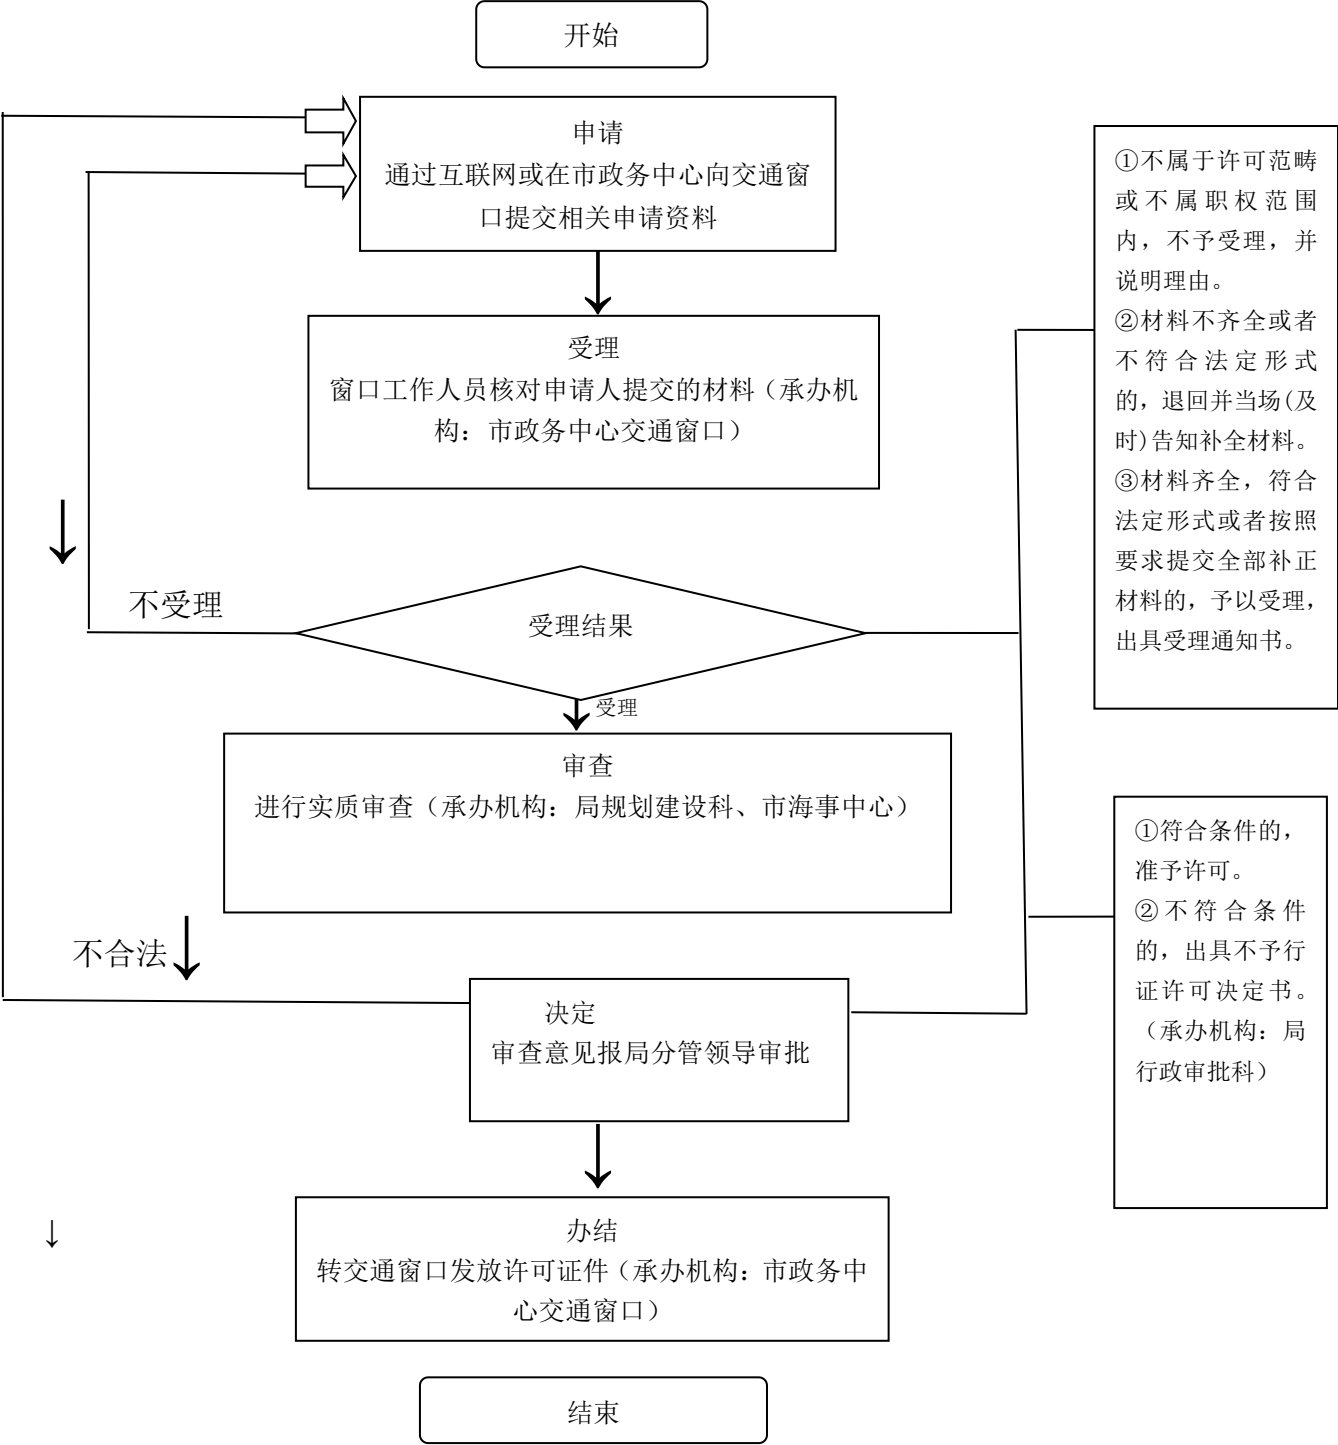 开始
申请
通过互联网或在市政务中心向交通窗
口提交相关申请资料
受理
窗口工作人员核对申请人提交的材料（承办机
构：市政务中心交通窗口）
不受理
受理结果
受理
审查
进行实质审查（承办机构：局规划建设科、市海事中心）
不合法
决定
审查意见报局分管领导审批
办结
转交通窗口发放许可证件（承办机构：市政务中
心交通窗口）
结束
①不属于许可范畴
或不属职权范围
内，不予受理，并
说明理由。
②材料不齐全或者
不符合法定形式
的，退回并当场(及
时)告知补全材料。
③材料齐全，符合
法定形式或者按照
要求提交全部补正
材料的，予以受理，
出具受理通知书。
①符合条件的，
准予许可。
②不符合条件
的，出具不予行
证许可决定书。
（承办机构：局
行政审批科）
↓